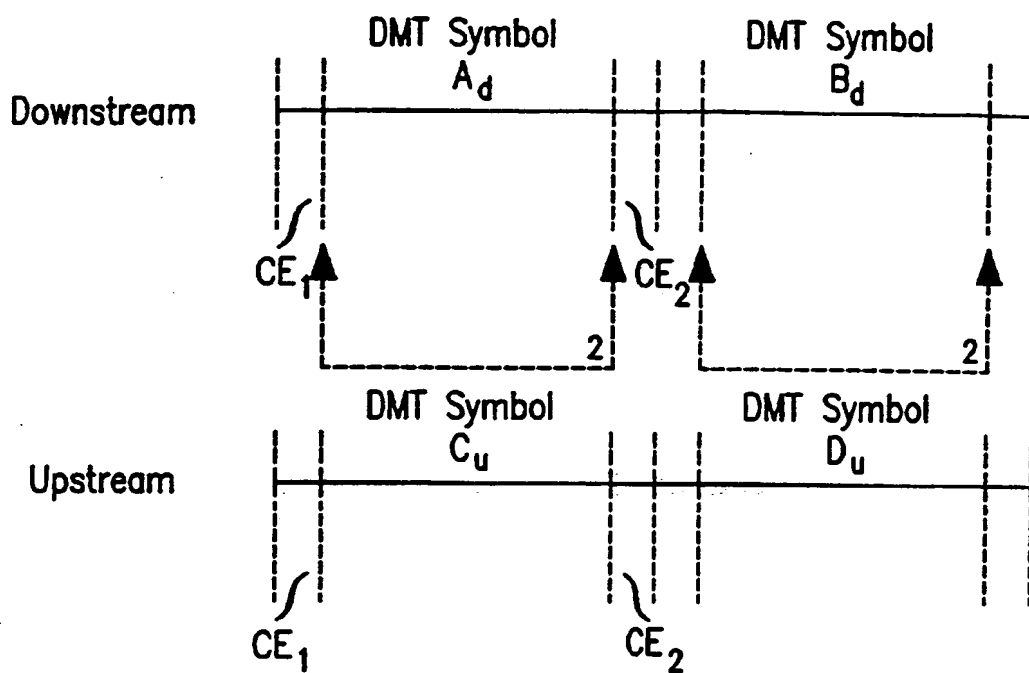 DMT Symbol
A_d
DMT Symbol
B_d
Downstream
CE_1
CE_2
2
2
DMT Symbol
C_u
DMT Symbol
D_u
Upstream
CE_1
CE_2